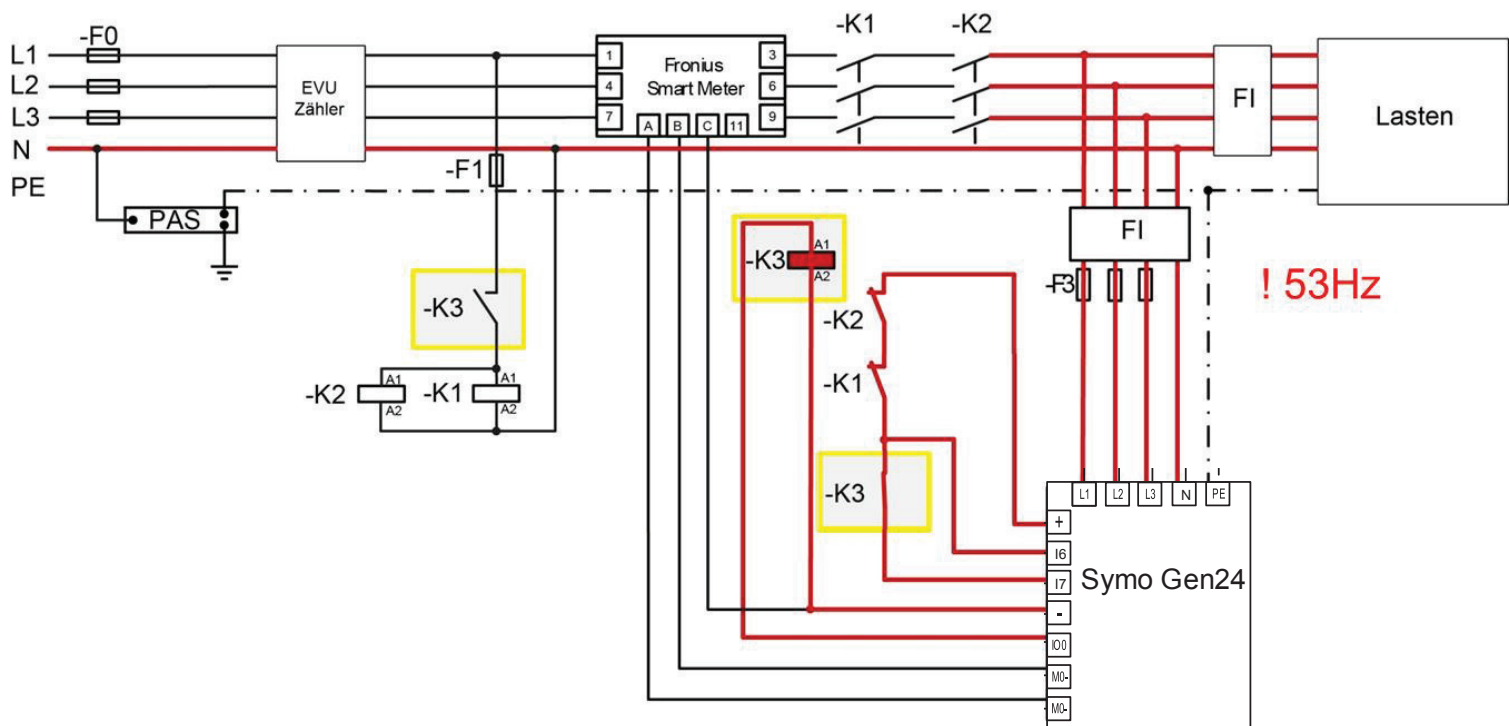 -F0
-K1
-K2
L1
L2
L3
N
PE
EVU
Zähler
1
4
7
Fronius
Smart Meter
3
6
9
A
B
C
11
FI
Lasten
-F1
PAS
-K3
-K2
A1
A2
-K1
A1
A2
-K3
A1
A2
-K2
-K1
-K3
FI
-F3
! 53Hz
L1
L2
L3
N
PE
+
I6
I7
-
IO0
M0-
M0-
Symo Gen24